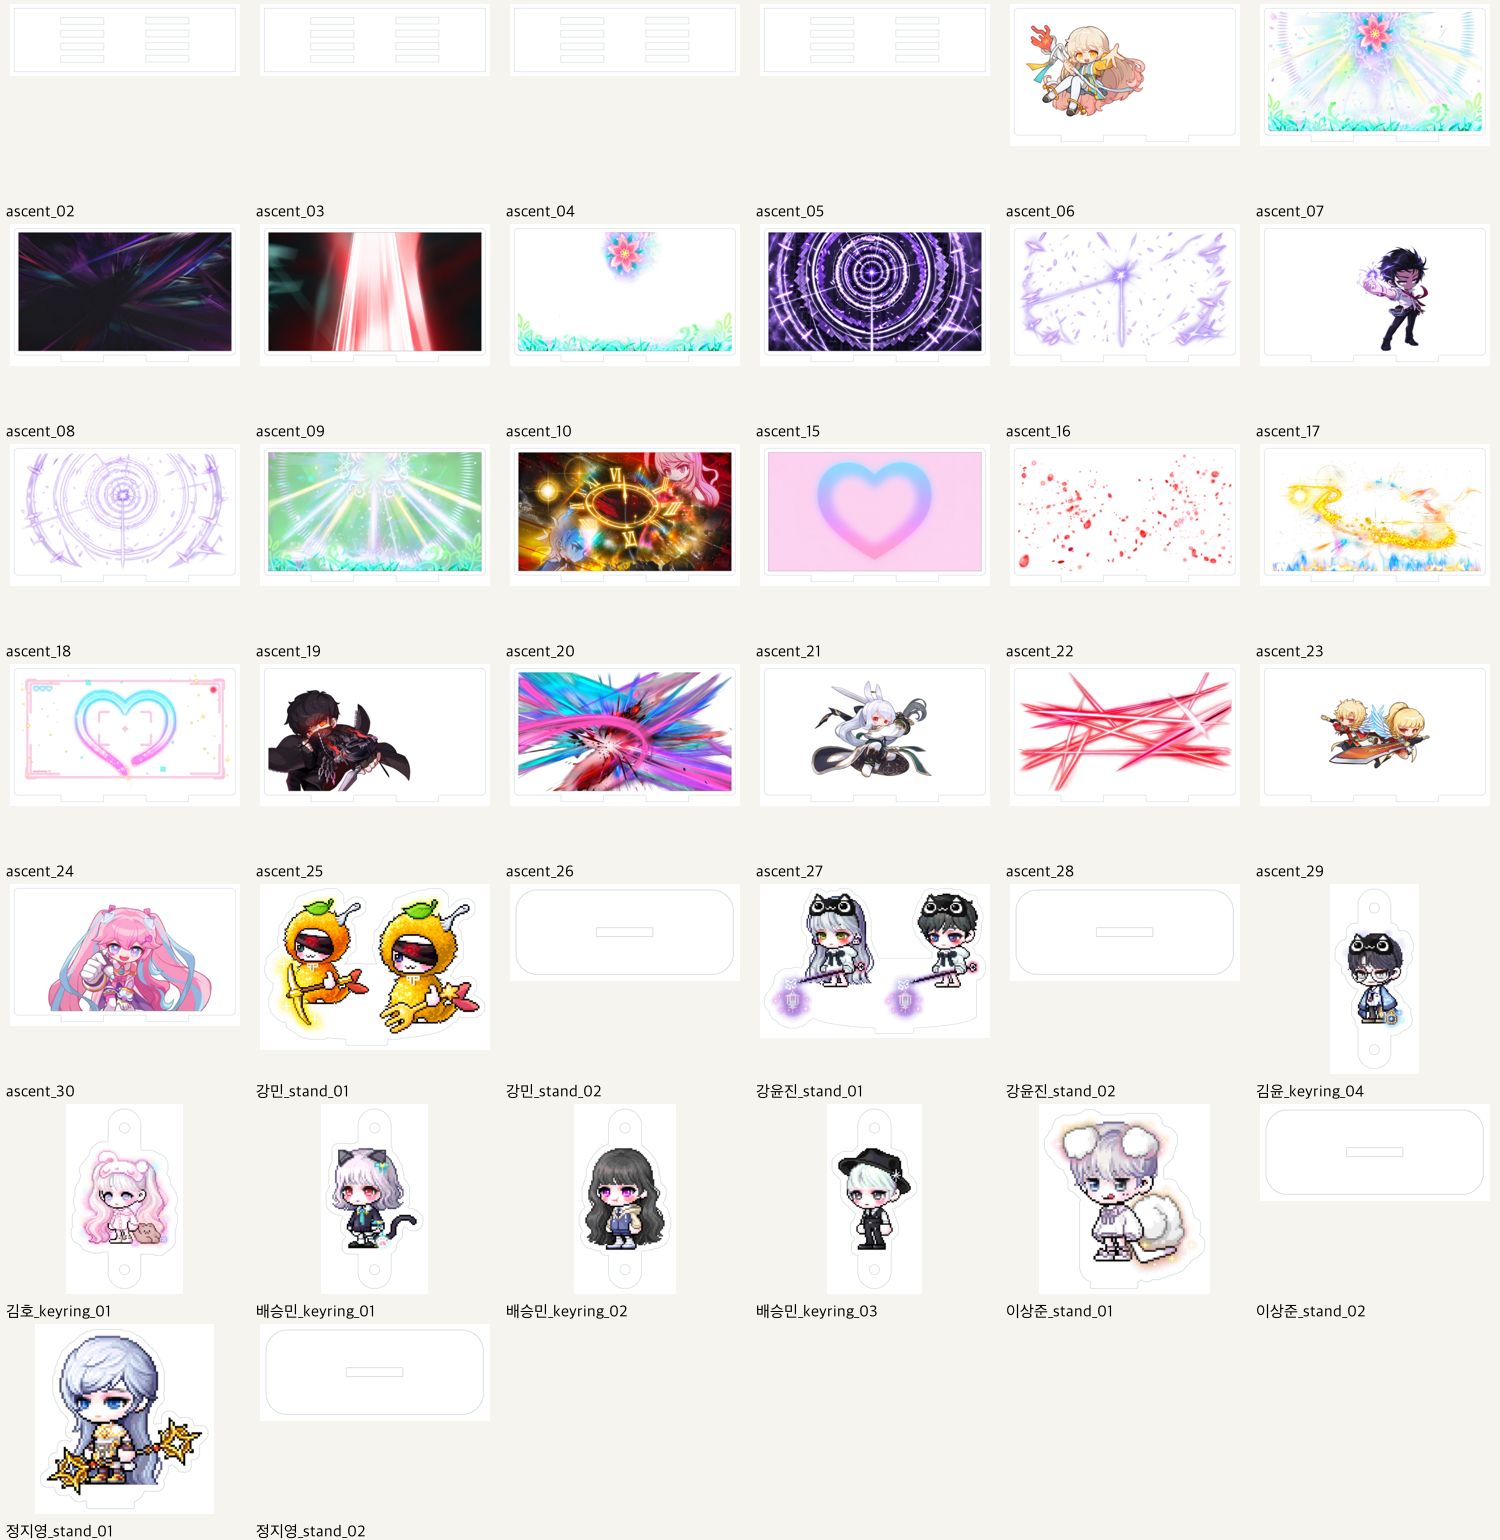 ascent_02 ascent_03 ascent_04 ascent_05 ascent_06 ascent_07
ascent_08 ascent_09 ascent_10 ascent_15 ascent_16 ascent_17
ascent_18 ascent_19 ascent_20 ascent_21 ascent_22 ascent_23
ascent_24 ascent_25 ascent_26 ascent_27 ascent_28 ascent_29
ascent_30 강민_stand_01 강민_stand_02 강윤진_stand_01 강윤진_stand_02 김윤_keyring_04
김호_keyring_01 배승민_keyring_01 배승민_keyring_02 배승민_keyring_03 이상준_stand_01 이상준_stand_02
정지영_stand_01 정지영_stand_02